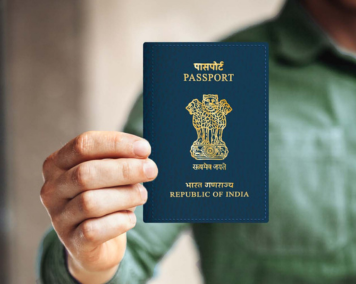 पासपोर्ट
PASSPORT
सत्यमेव जयते
भारत गणराज्य
REPUBLIC OF INDIA